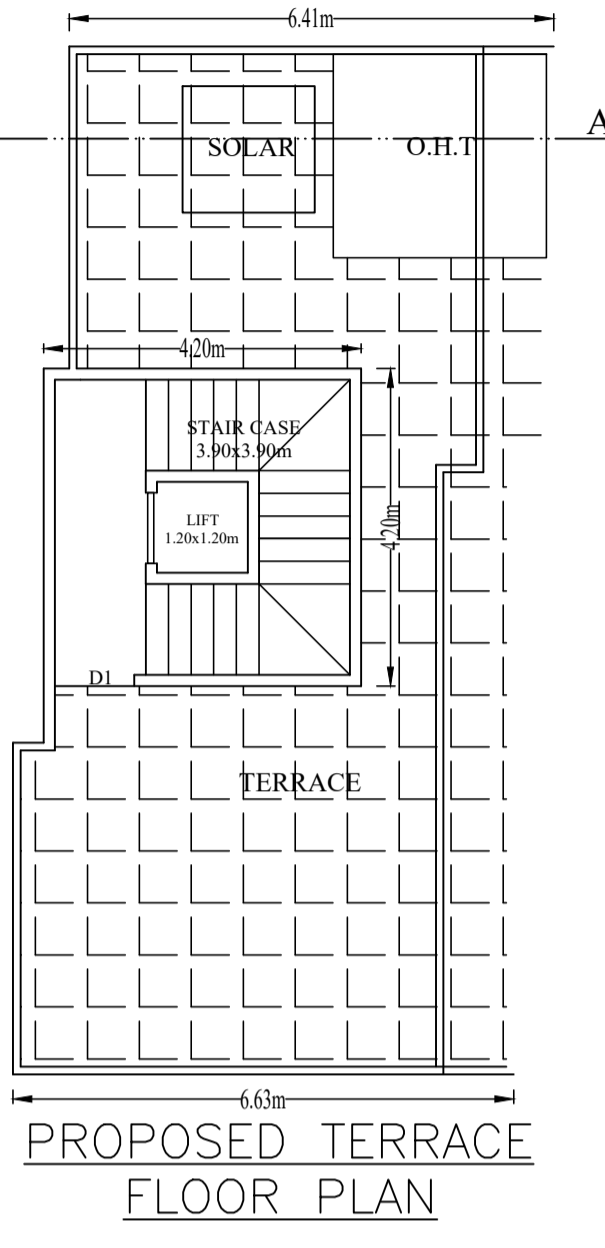 6.41m
A
SOLAR
O.H.T
4.20m
STAIR CASE
3.90x3.90m
LIFT
1.20x1.20m
4.20m
D1
TERRACE
6.63m
PROPOSED TERRACE
FLOOR PLAN